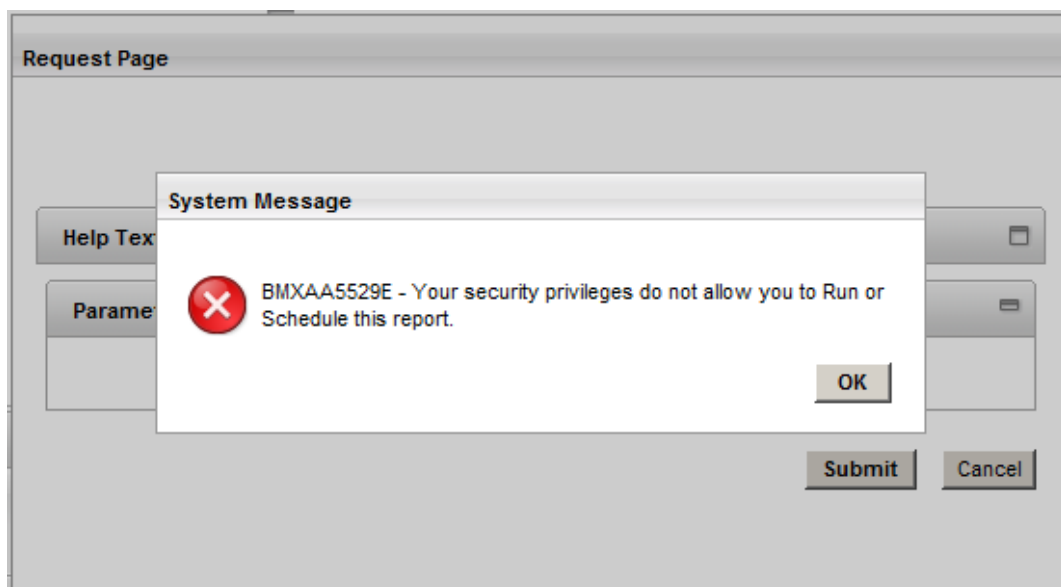 Request Page
System Message
Help Tex
BMXAA5529E - Your security privileges do not allow you to Run or
Schedule this report.
Parame
OK
Submit Cancel